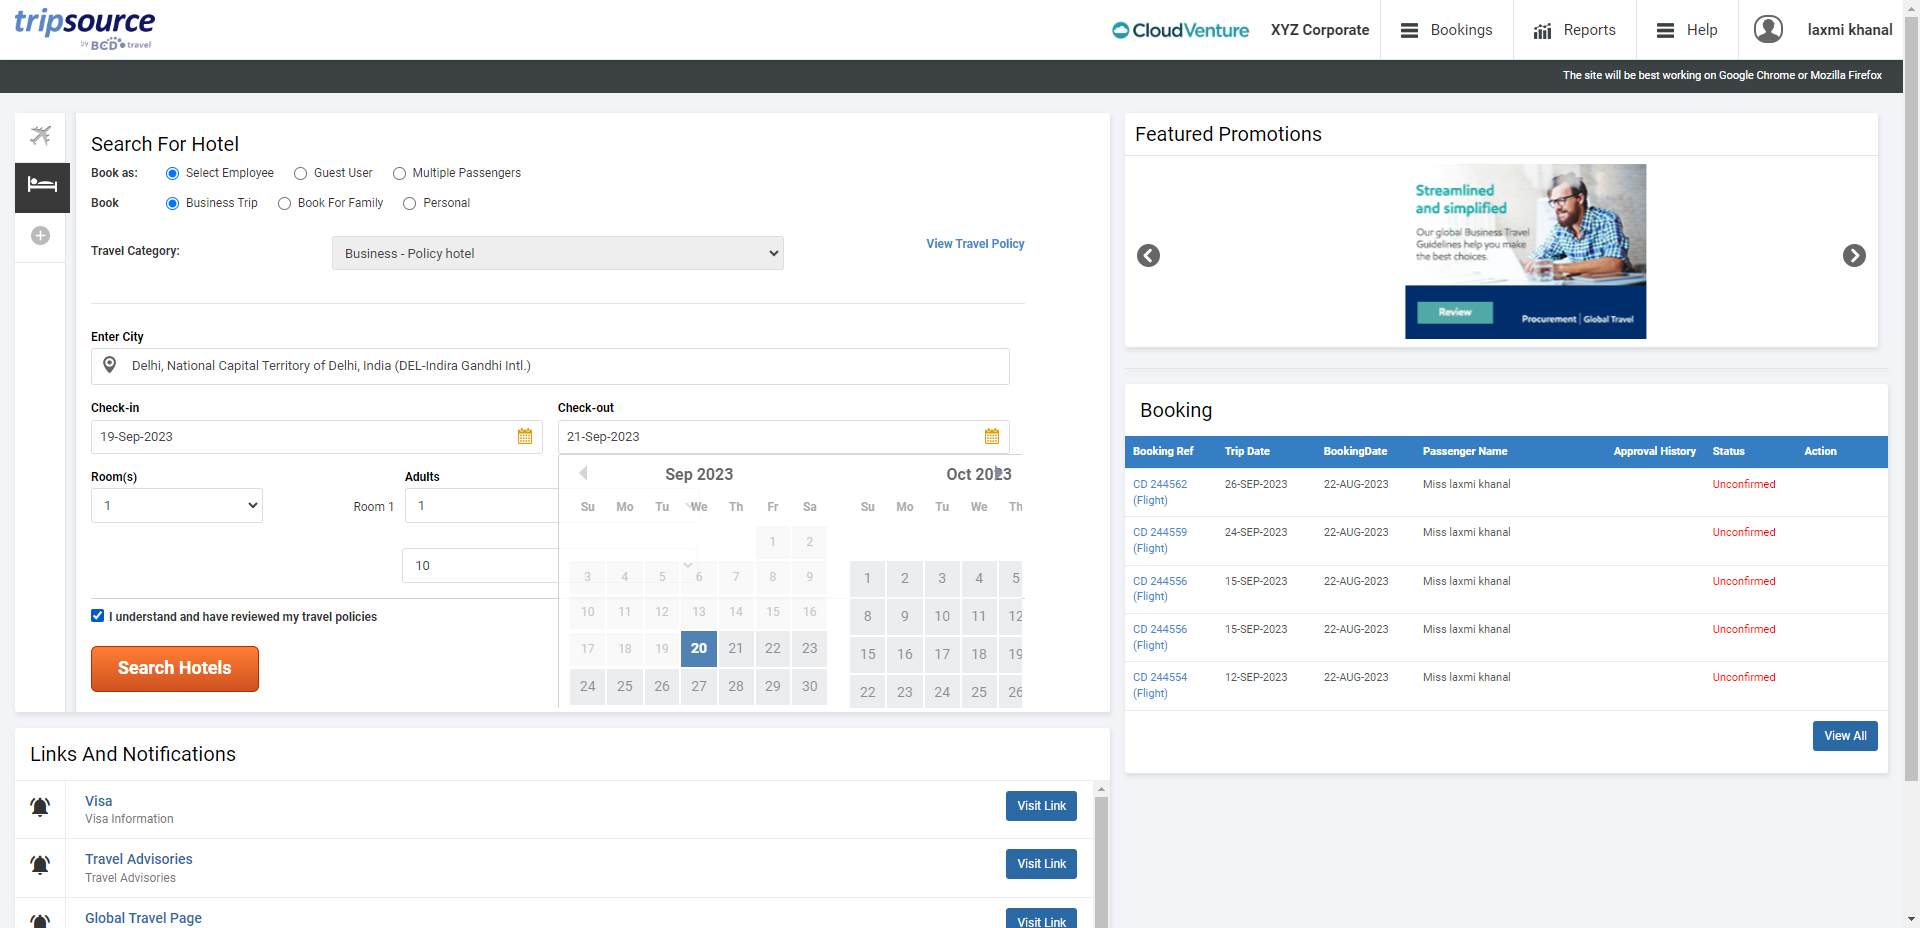 tripsource
by BCD travel
CloudVenture
XYZ Corporate
Bookings
Reports
Help
laxmi khanal
The site will be best working on Google Chrome or Mozilla Firefox
Search For Hotel
Book as: Select Employee Guest User Multiple Passengers
Book Business Trip Book For Family Personal
Travel Category: Business - Policy hotel View Travel Policy
Enter City
Delhi, National Capital Territory of Delhi, India (DEL-Indira Gandhi Intl.)
Check-in Check-out
19-Sep-2023 21-Sep-2023
Room(s) Adults
1 Room 1 1
10
Sep 2023
Su Mo Tu We Th Fr Sa
1 2
3 4 5 6 7 8 9
10 11 12 13 14 15 16
17 18 19 20 21 22 23
24 25 26 27 28 29 30
Oct 2023
Su Mo Tu We Th
1 2 3 4 5
8 9 10 11 12
15 16 17 18 19
22 23 24 25 26
I understand and have reviewed my travel policies
Search Hotels
Links And Notifications
Visa
Visa Information
Visit Link
Travel Advisories
Travel Advisories
Visit Link
Global Travel Page
Visit Link
Featured Promotions
Streamlined
and simplified
Our global Business Travel
Guidelines help you make
the best choices.
Review
Procurement | Global Travel
Booking
Booking Ref Trip Date BookingDate Passenger Name Approval History Status Action
CD 244562 26-SEP-2023 22-AUG-2023 Miss laxmi khanal Unconfirmed
(Flight)
CD 244559 24-SEP-2023 22-AUG-2023 Miss laxmi khanal Unconfirmed
(Flight)
CD 244556 15-SEP-2023 22-AUG-2023 Miss laxmi khanal Unconfirmed
(Flight)
CD 244556 15-SEP-2023 22-AUG-2023 Miss laxmi khanal Unconfirmed
(Flight)
CD 244554 12-SEP-2023 22-AUG-2023 Miss laxmi khanal Unconfirmed
(Flight)
View All